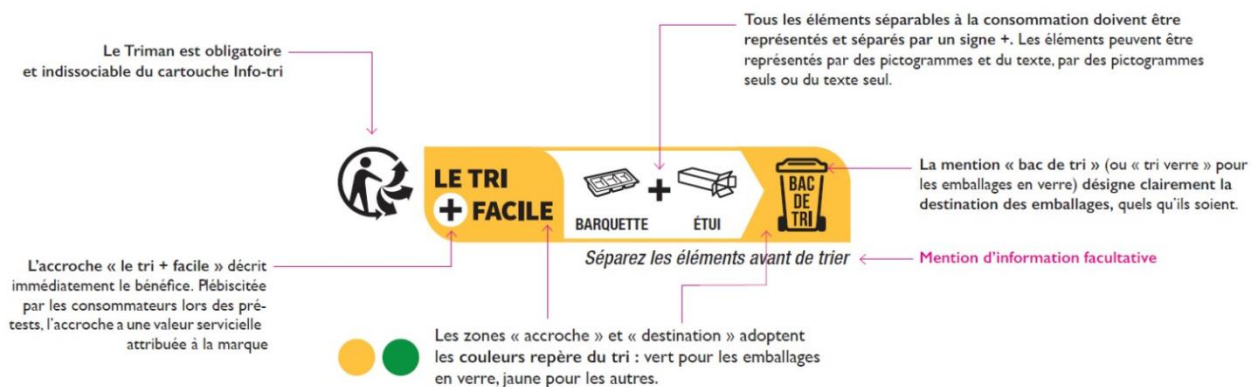 Le Triman est obligatoire
et indissociable du cartouche Info-tri
Tous les éléments séparables à la consommation doivent être
représentés et séparés par un signe +. Les éléments peuvent être
représentés par des pictogrammes et du texte, par des pictogrammes
seuls ou du texte seul.
LE TRI
+ FACILE
BARQUETTE
+
ÉTUI
BAC
DE
TRI
Séparez les éléments avant de trier
La mention « bac de tri » (ou « tri verre » pour
les emballages en verre) désigne clairement la
destination des emballages, quels qu'ils soient.
Mention d'information facultative
L'accroche « le tri + facile » décrit
immédiatement le bénéfice. Plébiscitée
par les consommateurs lors des pré-
tests, l'accroche a une valeur servicielle
attribuée à la marque
Les zones « accroche » et « destination » adoptent
les couleurs repère du tri : vert pour les emballages
en verre, jaune pour les autres.